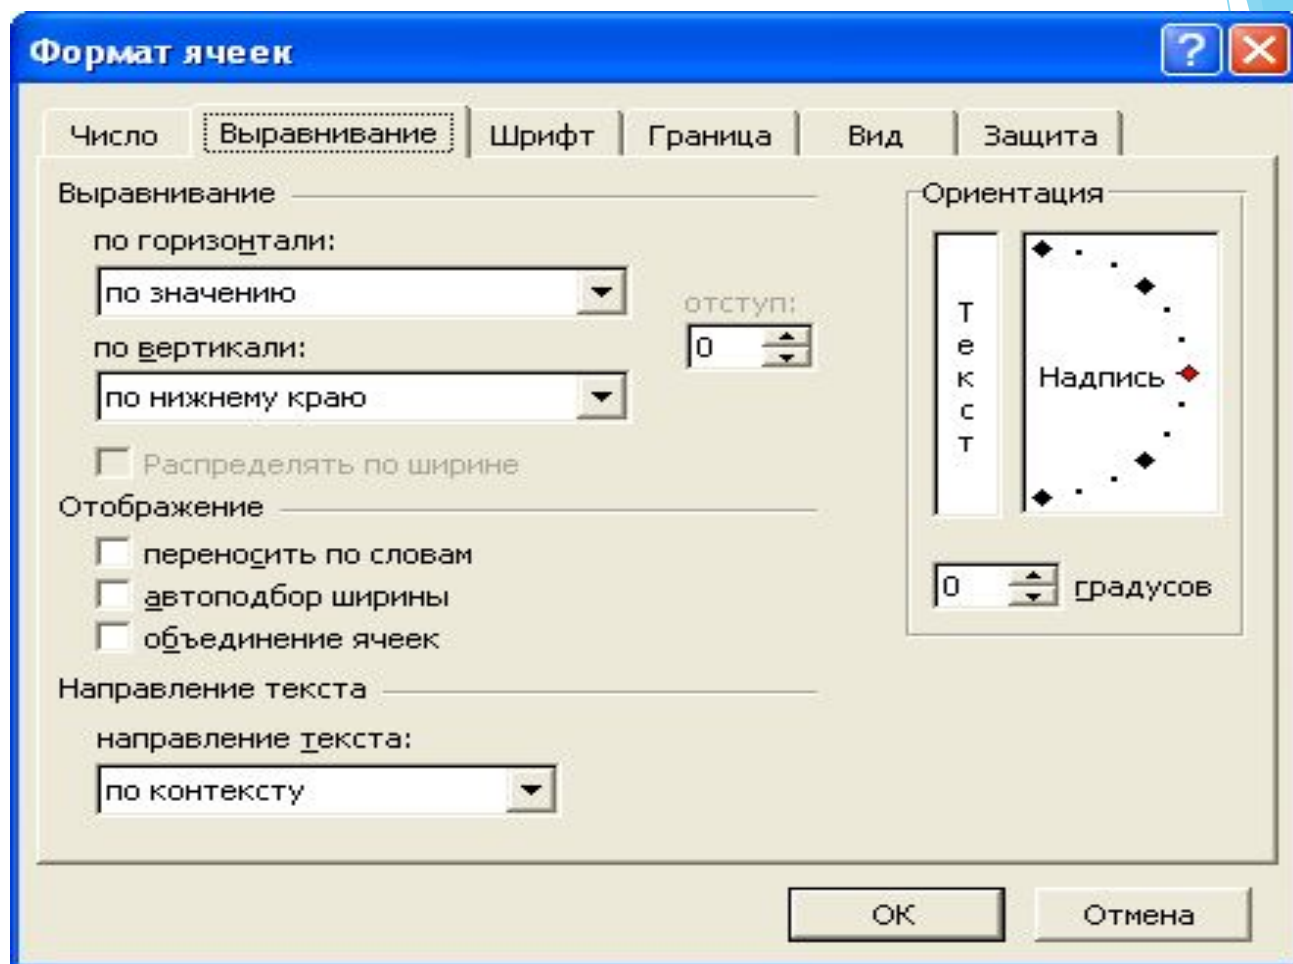 Формат ячеек
Число Выравнивание Шрифт Граница Вид Защита
Выравнивание
по горизонтали:
по значению
отступ:
0
по вертикали:
по нижнему краю
Распределять по ширине
Отображение
переносить по словам
автоподбор ширины
объединение ячеек
Направление текста
направление текста:
по контексту
Ориентация
Текст
Надпись
0 градусов
ОК Отмена